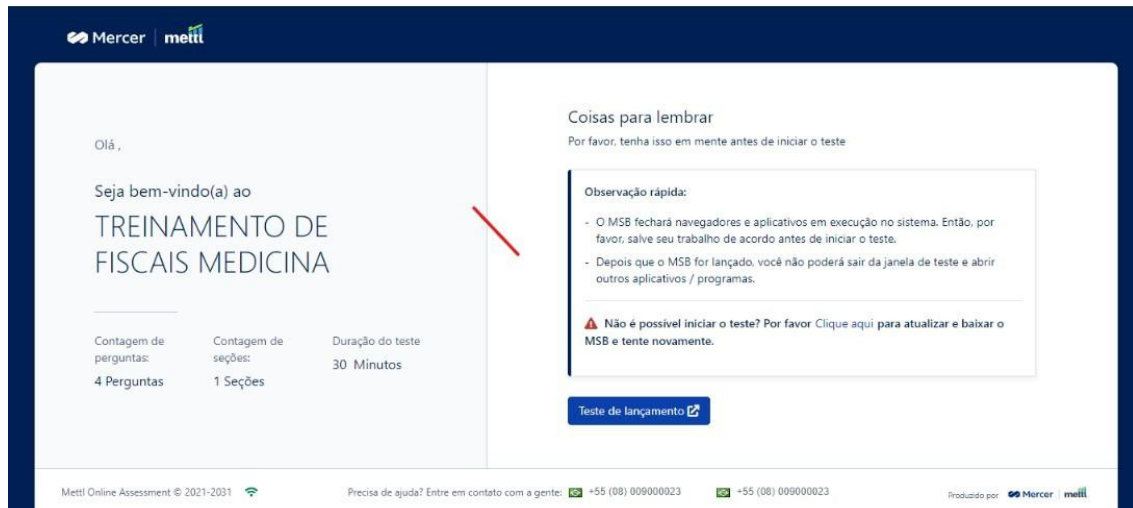 Mercer | mettl
Olá ,
Seja bem-vindo(a) ao
TREINAMENTO DE
FISCAIS MEDICINA
Contagem de
perguntas:
4 Perguntas
Contagem de
seções:
1 Seções
Duração do teste
30 Minutos
Coisas para lembrar
Por favor, tenha isso em mente antes de iniciar o teste
Observação rápida:
- O MSB fechará navegadores e aplicativos em execução no sistema. Então, por
favor, salve seu trabalho de acordo antes de iniciar o teste.
- Depois que o MSB for lançado, você não poderá sair da janela de teste e abrir
outros aplicativos / programas.
Não é possível iniciar o teste? Por favor Clique aqui para atualizar e baixar o
MSB e tente novamente.
Teste de lançamento
Mettl Online Assessment © 2021-2031
Precisa de ajuda? Entre em contato com a gente: +55 (08) 009000023 +55 (08) 009000023
Produzido por Mercer | mettl